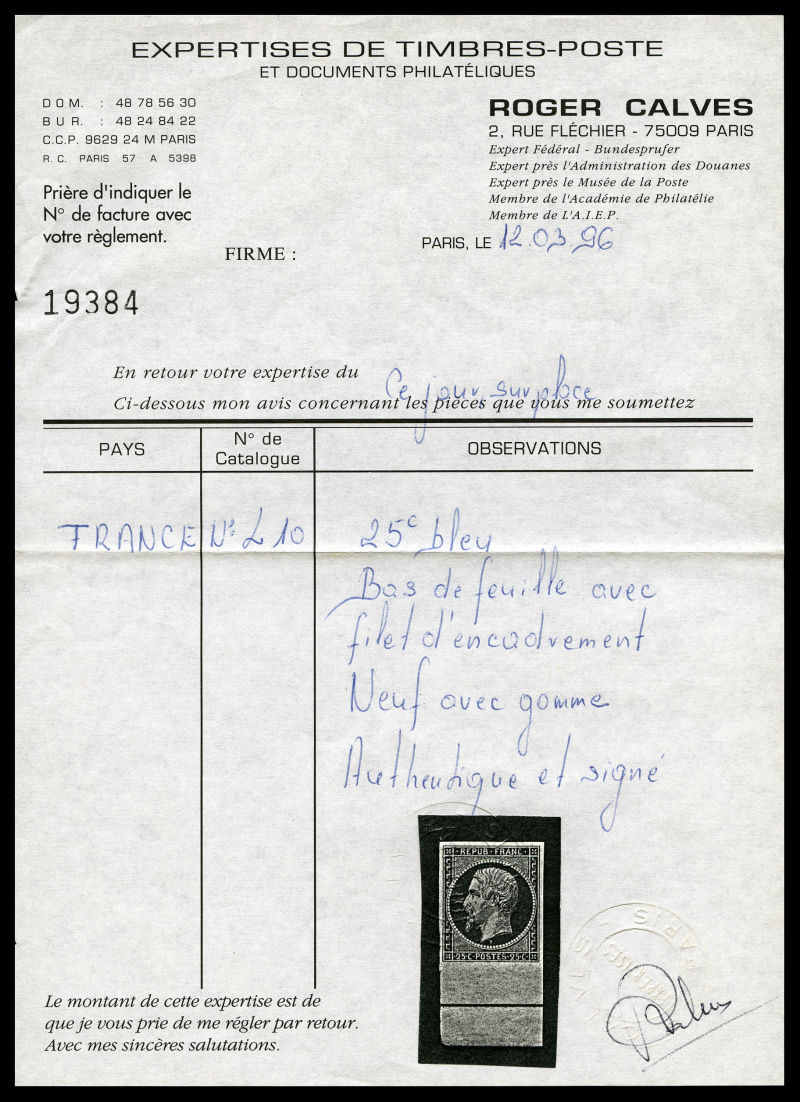 EXPERTISES DE TIMBRES-POSTE
ET DOCUMENTS PHILATÉLIQUES
DOM. : 48 78 56 30
BUR. : 48 24 84 22
C.C.P. 9629 24 M PARIS
R.C. PARIS 57 A 5398
Prière d'indiquer le
N° de facture avec
votre règlement.
ROGER CALVES
2, RUE FLÉCHIER - 75009 PARIS
Expert Fédéral - Bundesprufer
Expert près l'Administration des Douanes
Expert près le Musée de la Poste
Membre de l'Académie de Philatélie
Membre de L'A.I.E.P.
PARIS, LE 12.03.96
FIRME :
19384
En retour votre expertise du Ce jour, sur place
Ci-dessous mon avis concernant les pièces que vous me soumettez
PAYS
N° de
Catalogue
OBSERVATIONS
FRANCE N° 10 25c bleu
Bas de feuille avec
filet d'encadrement
Neuf avec gomme
Authentique et signé
REPUB FRANC
25c POSTES 25c
PARIS
Le montant de cette expertise est de
que je vous prie de me régler par retour.
Avec mes sincères salutations.